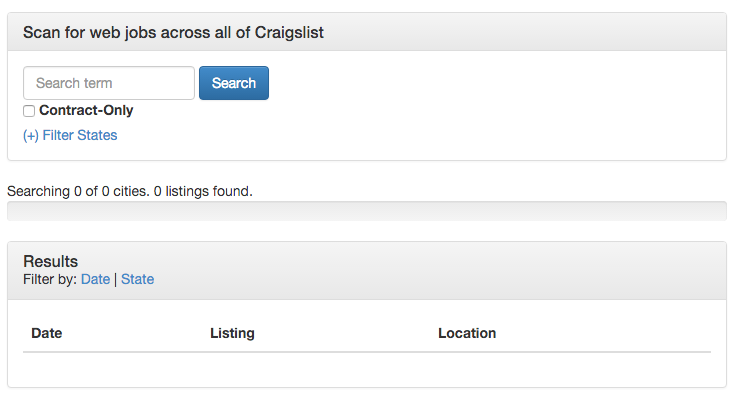 Scan for web jobs across all of Craigslist
Search term Search
Contract-Only
(+) Filter States
Searching 0 of 0 cities. 0 listings found.
Results
Filter by: Date | State
Date Listing Location